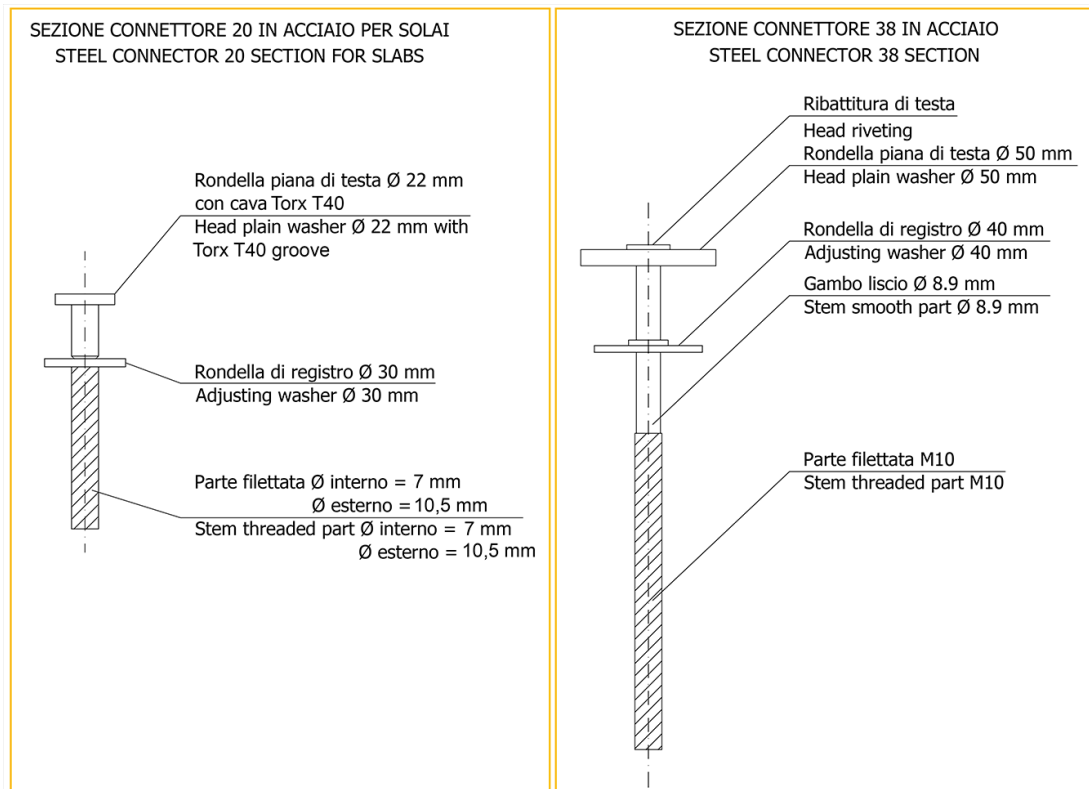 SEZIONE CONNETTORE 20 IN ACCIAIO PER SOLAI
STEEL CONNECTOR 20 SECTION FOR SLABS
Rondella piana di testa Ø 22 mm
con cava Torx T40
Head plain washer Ø 22 mm with
Torx T40 groove
Rondella di registro Ø 30 mm
Adjusting washer Ø 30 mm
Parte filettata Ø interno = 7 mm
Ø esterno = 10,5 mm
Stem threaded part Ø interno = 7 mm
Ø esterno = 10,5 mm
SEZIONE CONNETTORE 38 IN ACCIAIO
STEEL CONNECTOR 38 SECTION
Ribattitura di testa
Head riveting
Rondella piana di testa Ø 50 mm
Head plain washer Ø 50 mm
Rondella di registro Ø 40 mm
Adjusting washer Ø 40 mm
Gambo liscio Ø 8.9 mm
Stem smooth part Ø 8.9 mm
Parte filettata M10
Stem threaded part M10